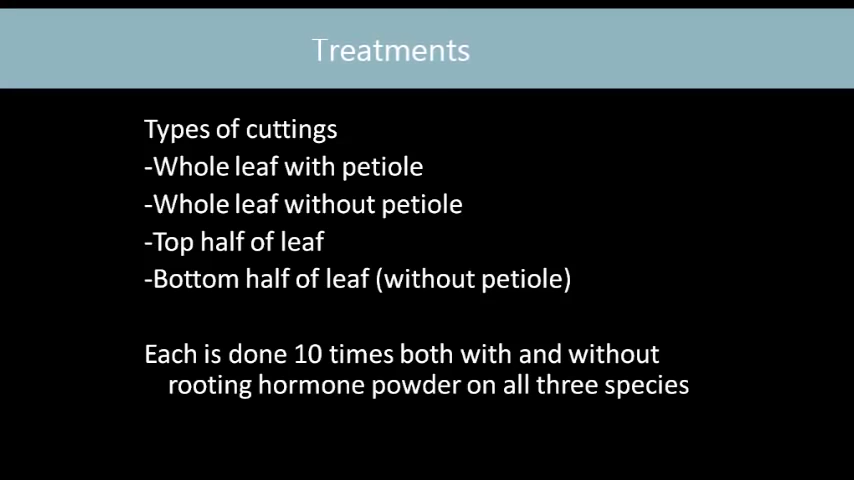 Treatments
Types of cuttings
-Whole leaf with petiole
-Whole leaf without petiole
-Top half of leaf
-Bottom half of leaf (without petiole)
Each is done 10 times both with and without
rooting hormone powder on all three species